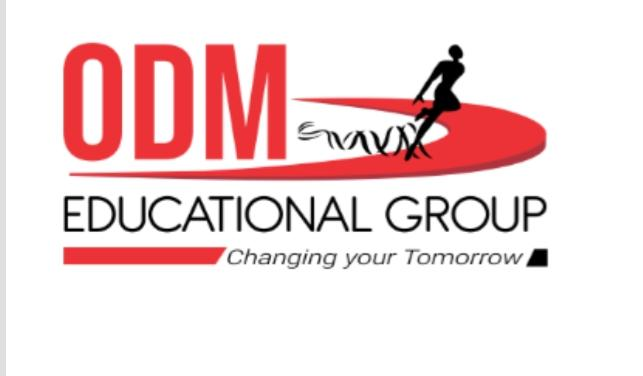 ODM
EDUCATIONAL GROUP
Changing your Tomorrow